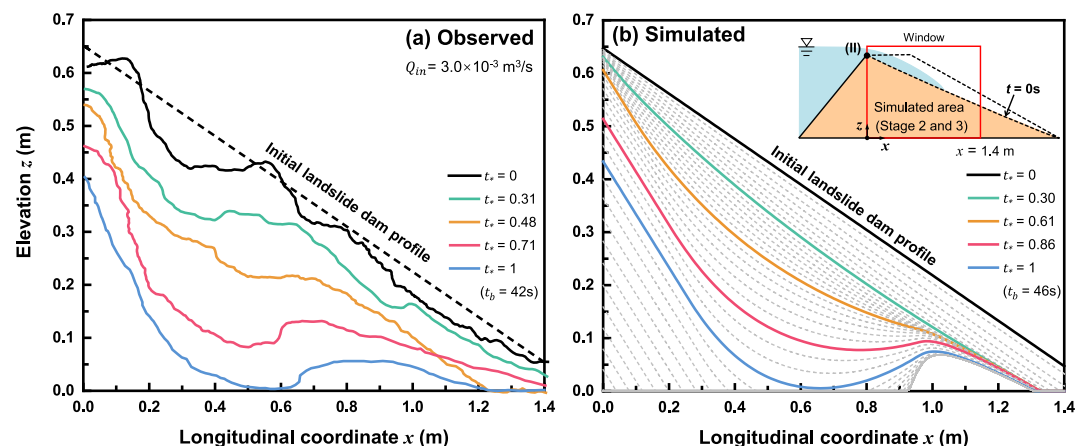 (a) Observed
Q_in = 3.0×10⁻³ m³/s
Initial landslide dam profile
t* = 0
t* = 0.31
t* = 0.48
t* = 0.71
t* = 1
(t_b = 42s)
Elevation z (m)
0.7
0.6
0.5
0.4
0.3
0.2
0.1
0.0
0.0 0.2 0.4 0.6 0.8 1.0 1.2 1.4
Longitudinal coordinate x (m)
(b) Simulated
Window
(II)
t = 0s
Simulated area
(Stage 2 and 3)
z
x
x = 1.4 m
Initial landslide dam profile
t* = 0
t* = 0.30
t* = 0.61
t* = 0.86
t* = 1
(t_b = 46s)
0.7
0.6
0.5
0.4
0.3
0.2
0.1
0.0
0.0 0.2 0.4 0.6 0.8 1.0 1.2 1.4
Longitudinal coordinate x (m)